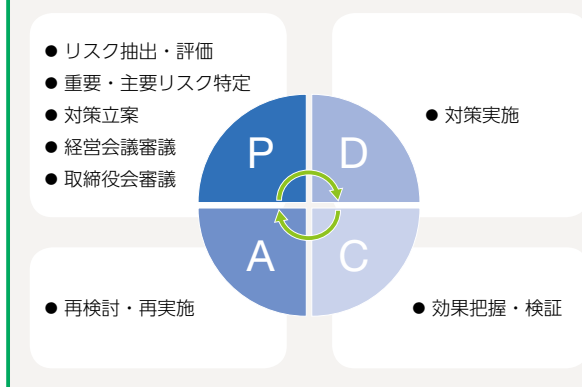 ● リスク抽出・評価
● 重要・主要リスク特定
● 対策立案
● 経営会議審議
● 取締役会審議
● 対策実施
P
D
A
C
● 再検討・再実施
● 効果把握・検証